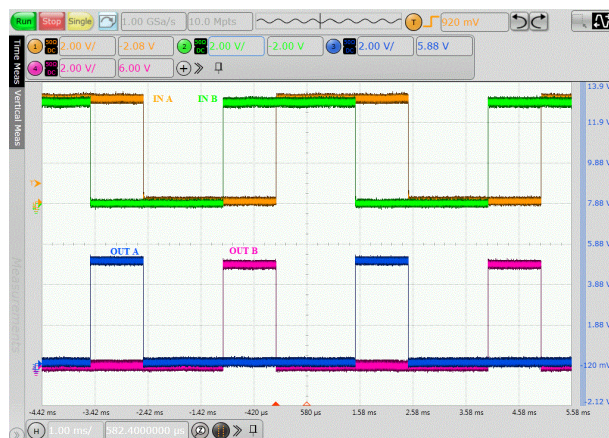 Run Stop Single 1.00 GSa/s 10.0 Mpts T 920 mV
1 50Ω DC 2.00 V/ -2.08 V 2 50Ω DC 2.00 V/ -2.00 V 3 2.00 V/ 5.88 V
4 2.00 V/ 6.00 V
Time Meas
Vertical Meas
Measurements
IN A IN B
OUT A OUT B
13.9 V
11.9 V
9.88 V
7.88 V
5.88 V
3.88 V
1.88 V
-120 mV
-2.12 V
-4.42 ms -3.42 ms -2.42 ms -1.42 ms -420 µs 580 µs 1.58 ms 2.58 ms 3.58 ms 4.58 ms 5.58 ms
H 1.00 ms/ 582.4000000 µs